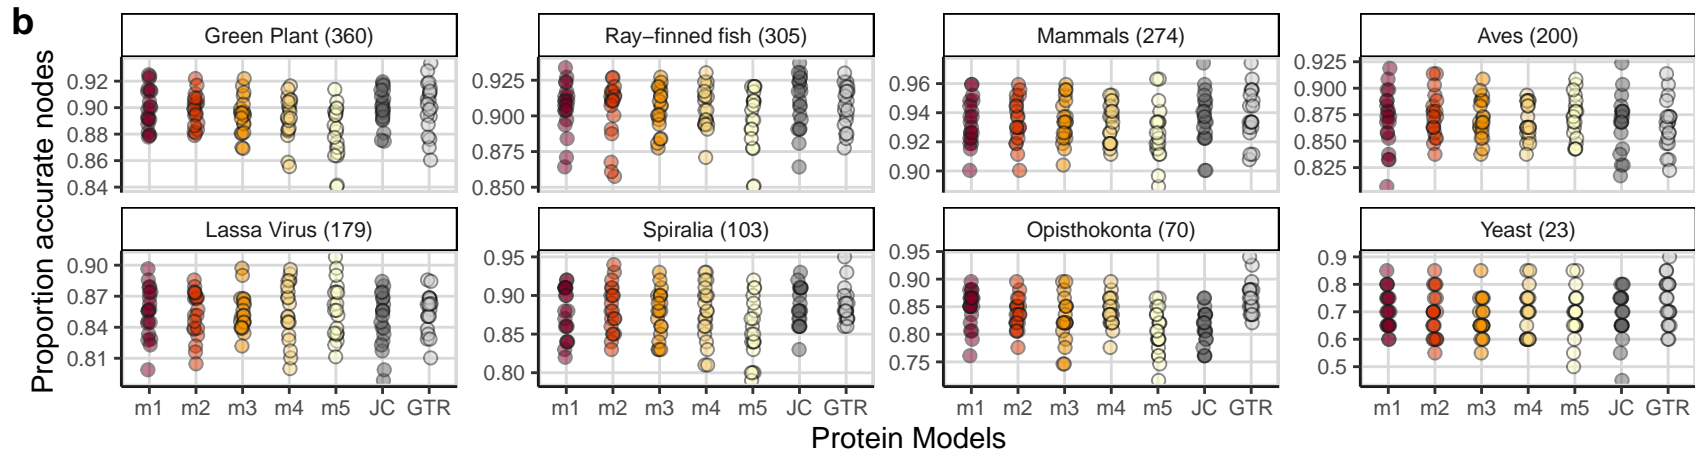 b
Proportion accurate nodes
Green Plant (360)
0.92
0.90
0.88
0.86
0.84
Ray−finned fish (305)
0.925
0.900
0.875
0.850
Mammals (274)
0.96
0.94
0.92
0.90
Aves (200)
0.925
0.900
0.875
0.850
0.825
Lassa Virus (179)
0.90
0.87
0.84
0.81
m1 m2 m3 m4 m5 JC GTR
Spiralia (103)
0.95
0.90
0.85
0.80
m1 m2 m3 m4 m5 JC GTR
Opisthokonta (70)
0.95
0.90
0.85
0.80
0.75
m1 m2 m3 m4 m5 JC GTR
Yeast (23)
0.9
0.8
0.7
0.6
0.5
m1 m2 m3 m4 m5 JC GTR
Protein Models